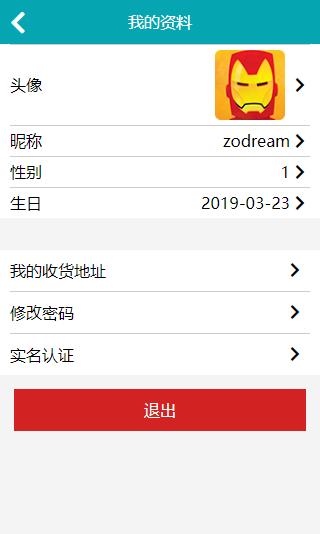 我的资料
头像
昵称 zodream
性别 1
生日 2019-03-23
我的收货地址
修改密码
实名认证
退出